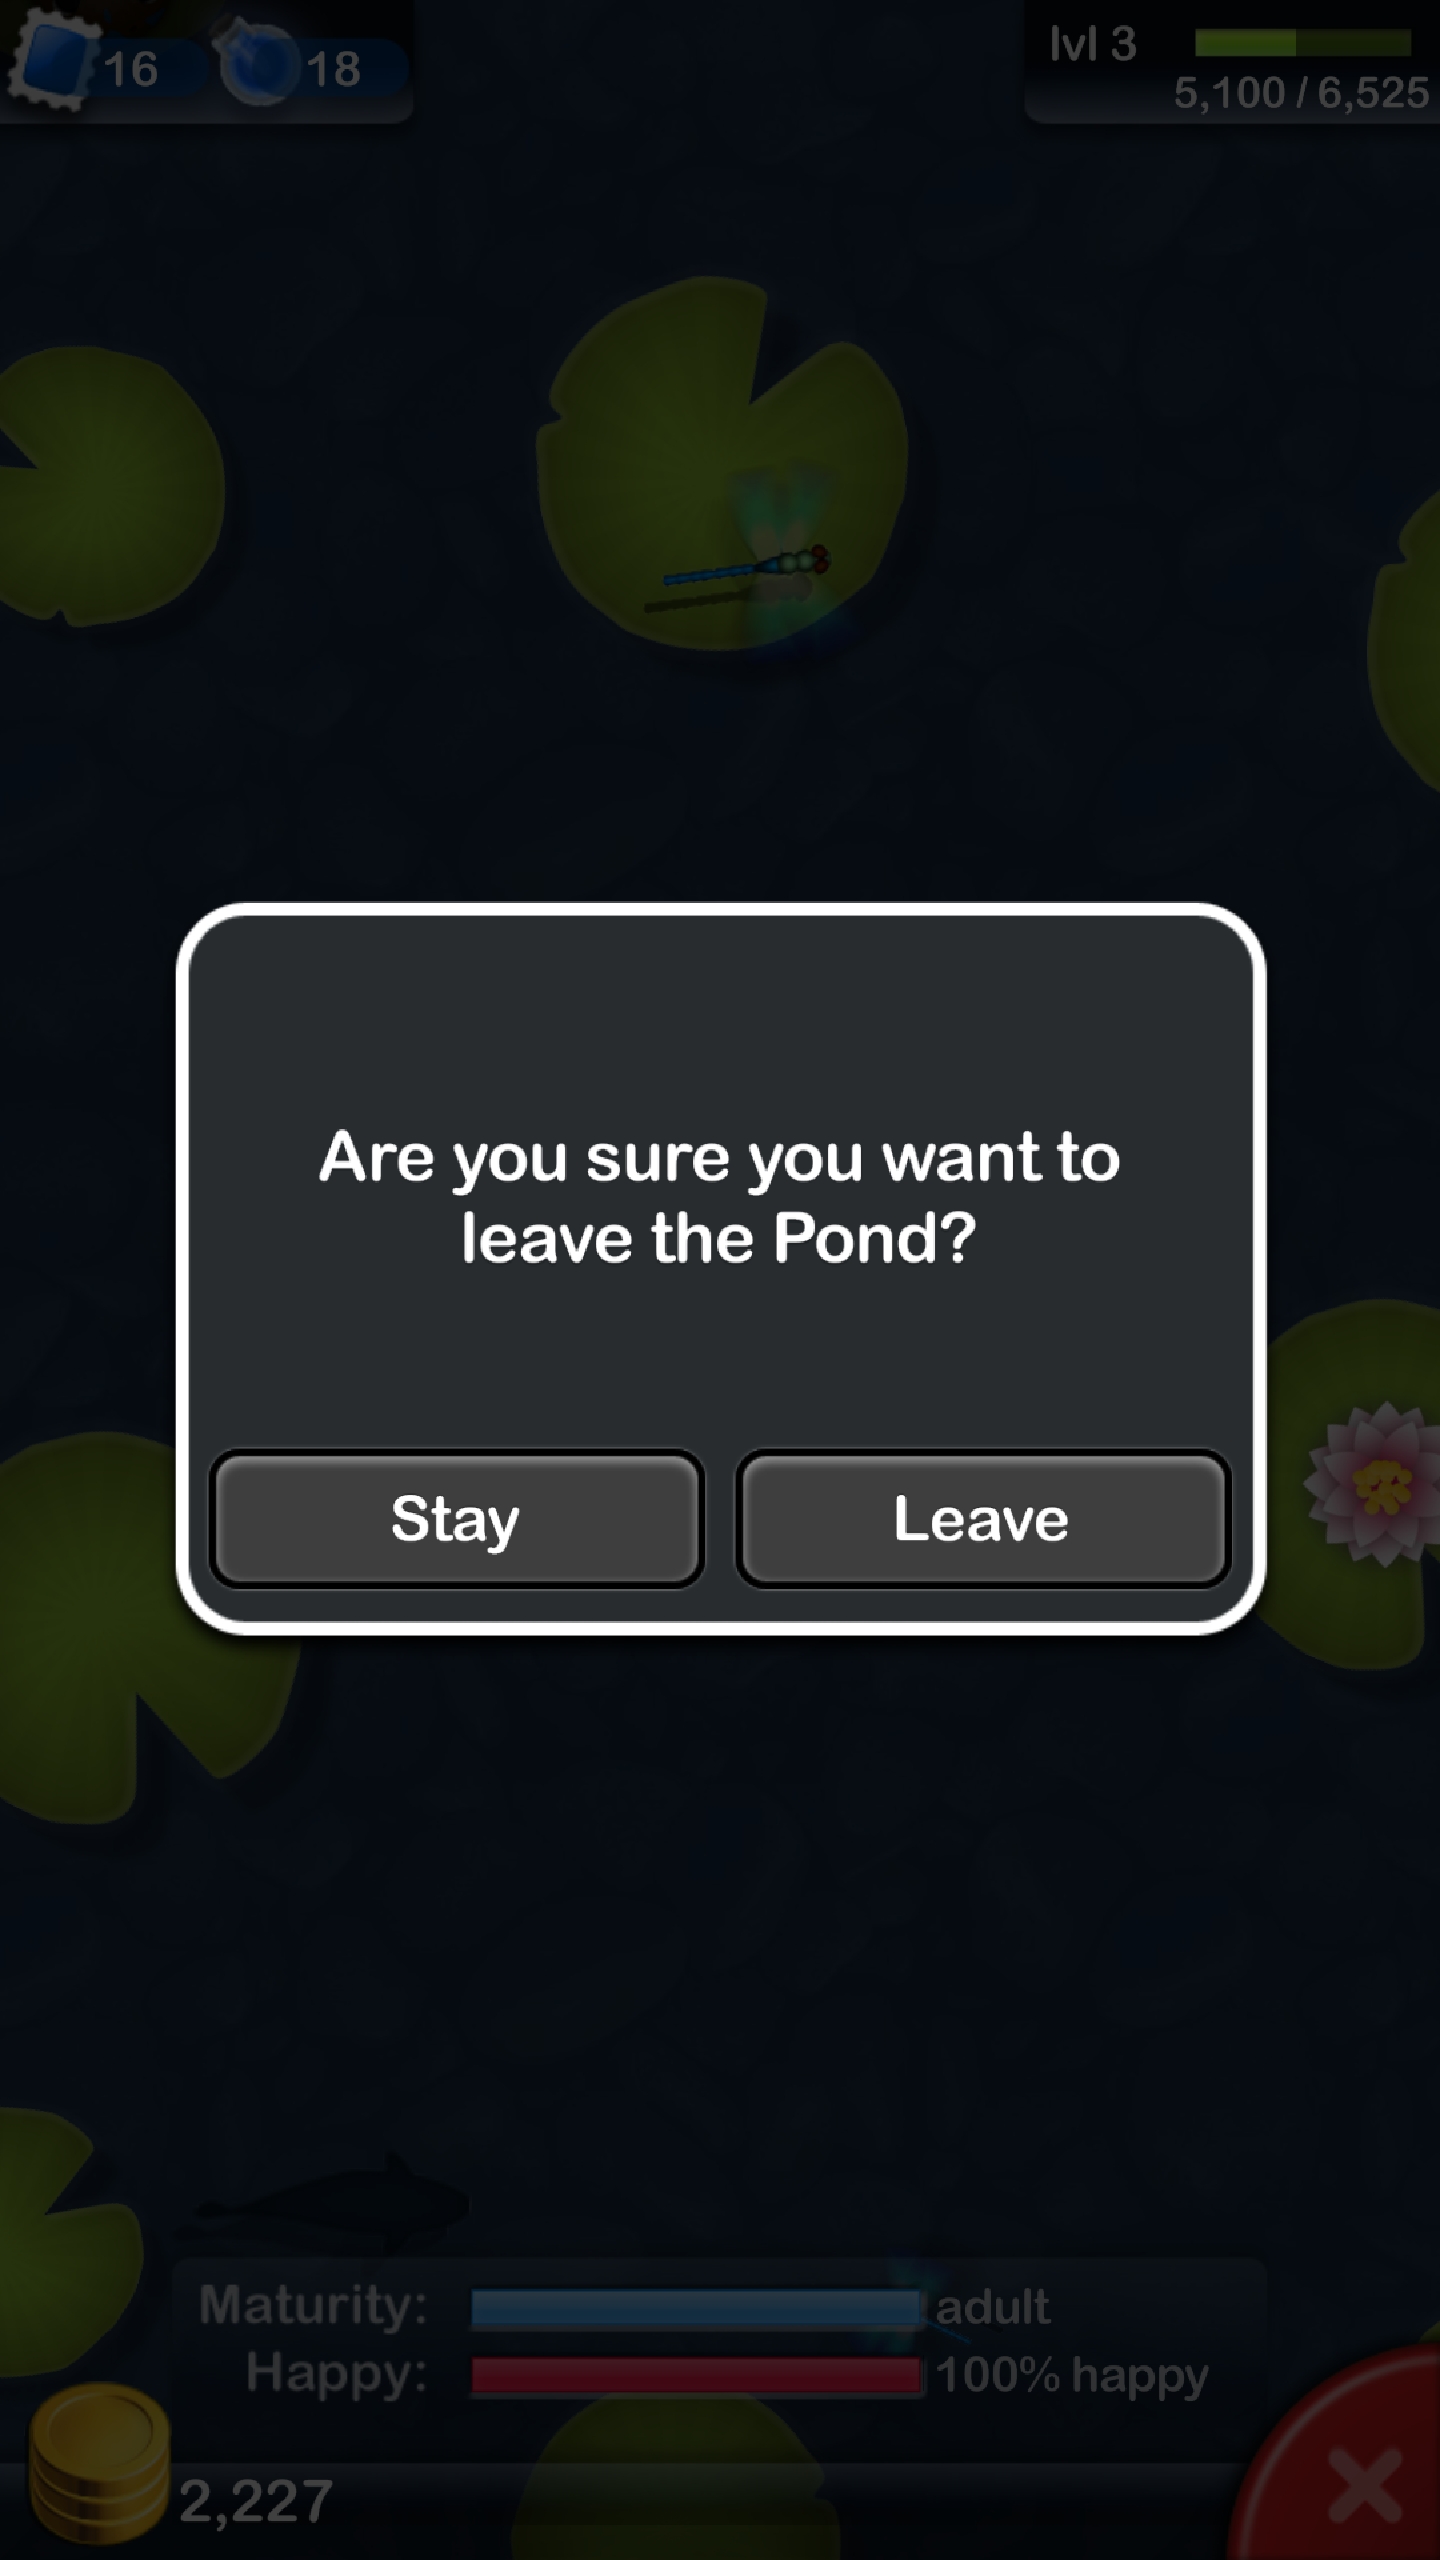 16
18
lvl 3
5,100 / 6,525
Are you sure you want to
leave the Pond?
Stay
Leave
Maturity:
adult
Happy:
100% happy
2,227